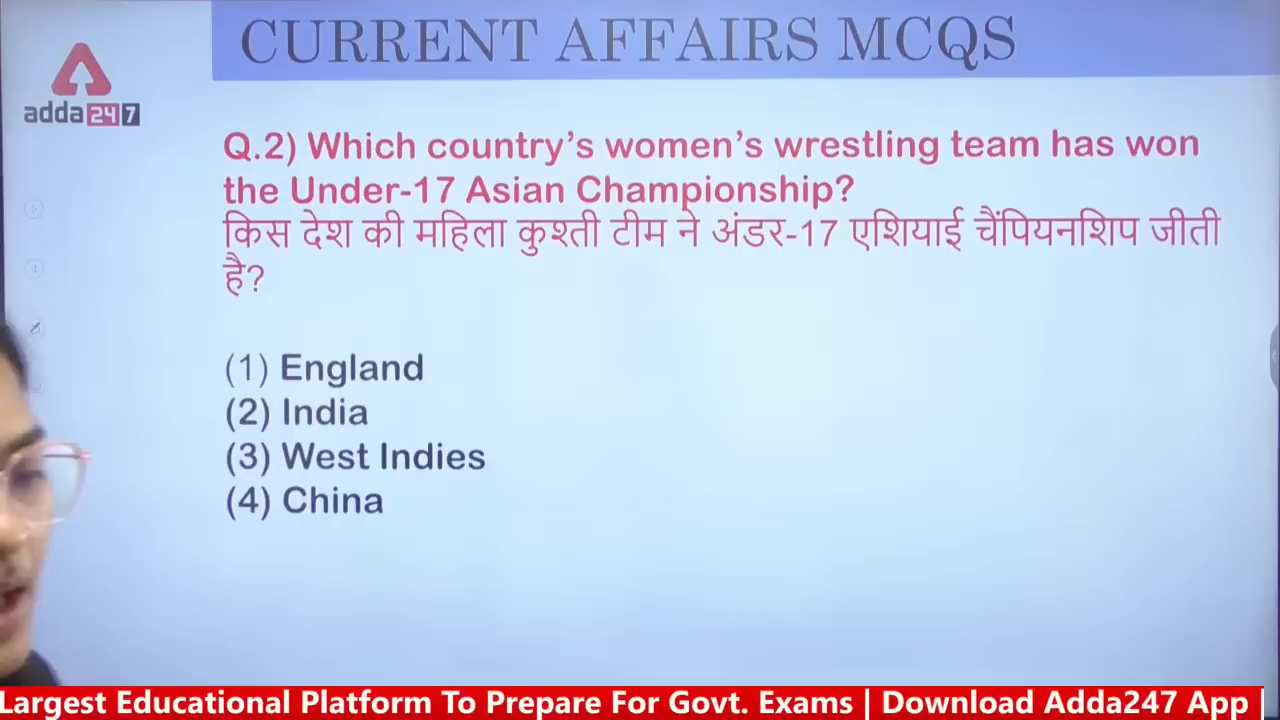 CURRENT AFFAIRS MCQS
adda247
Q.2) Which country’s women’s wrestling team has won
the Under-17 Asian Championship?
किस देश की महिला कुश्ती टीम ने अंडर-17 एशियाई चैंपियनशिप जीती
है?
(1) England
(2) India
(3) West Indies
(4) China
Largest Educational Platform To Prepare For Govt. Exams | Download Adda247 App |